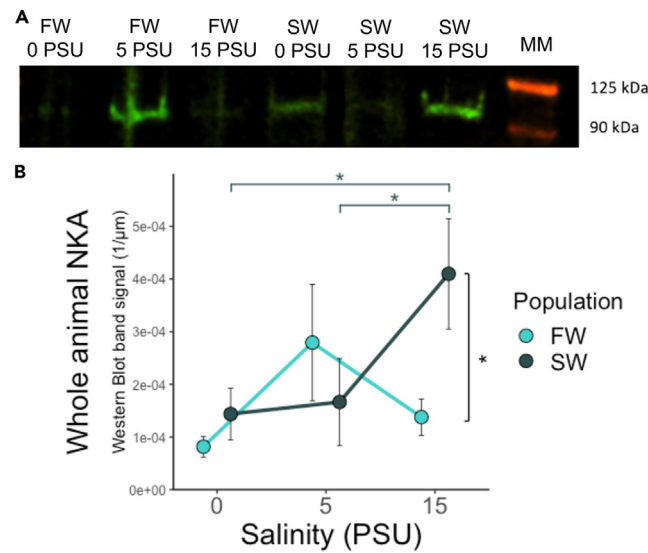 A
FW
0 PSU
FW
5 PSU
FW
15 PSU
SW
0 PSU
SW
5 PSU
SW
15 PSU
MM
125 kDa
90 kDa
B
*
*
Whole animal NKA
Western Blot band signal (1/μm)
5e-04
4e-04
3e-04
2e-04
1e-04
0e+00
*
Population
FW
SW
0
5
15
Salinity (PSU)